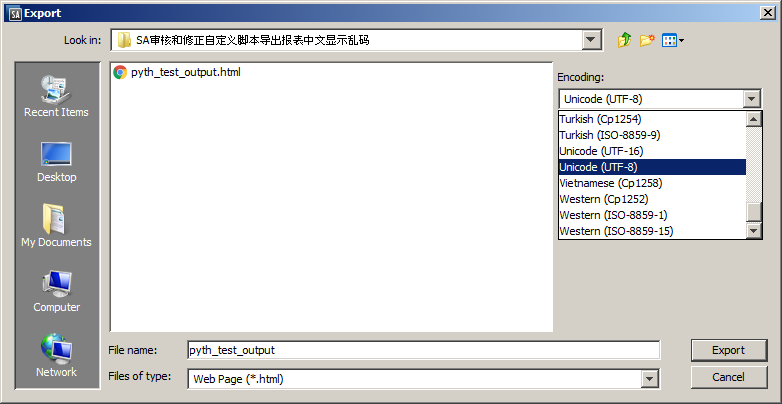 SA Export
Look in: SA审核和修正自定义脚本导出报表中文显示乱码
Recent Items
Desktop
My Documents
Computer
Network
pyth_test_output.html
Encoding:
Unicode (UTF-8)
Turkish (Cp1254)
Turkish (ISO-8859-9)
Unicode (UTF-16)
Unicode (UTF-8)
Vietnamese (Cp1258)
Western (Cp1252)
Western (ISO-8859-1)
Western (ISO-8859-15)
File name: pyth_test_output
Export
Files of type: Web Page (*.html)
Cancel